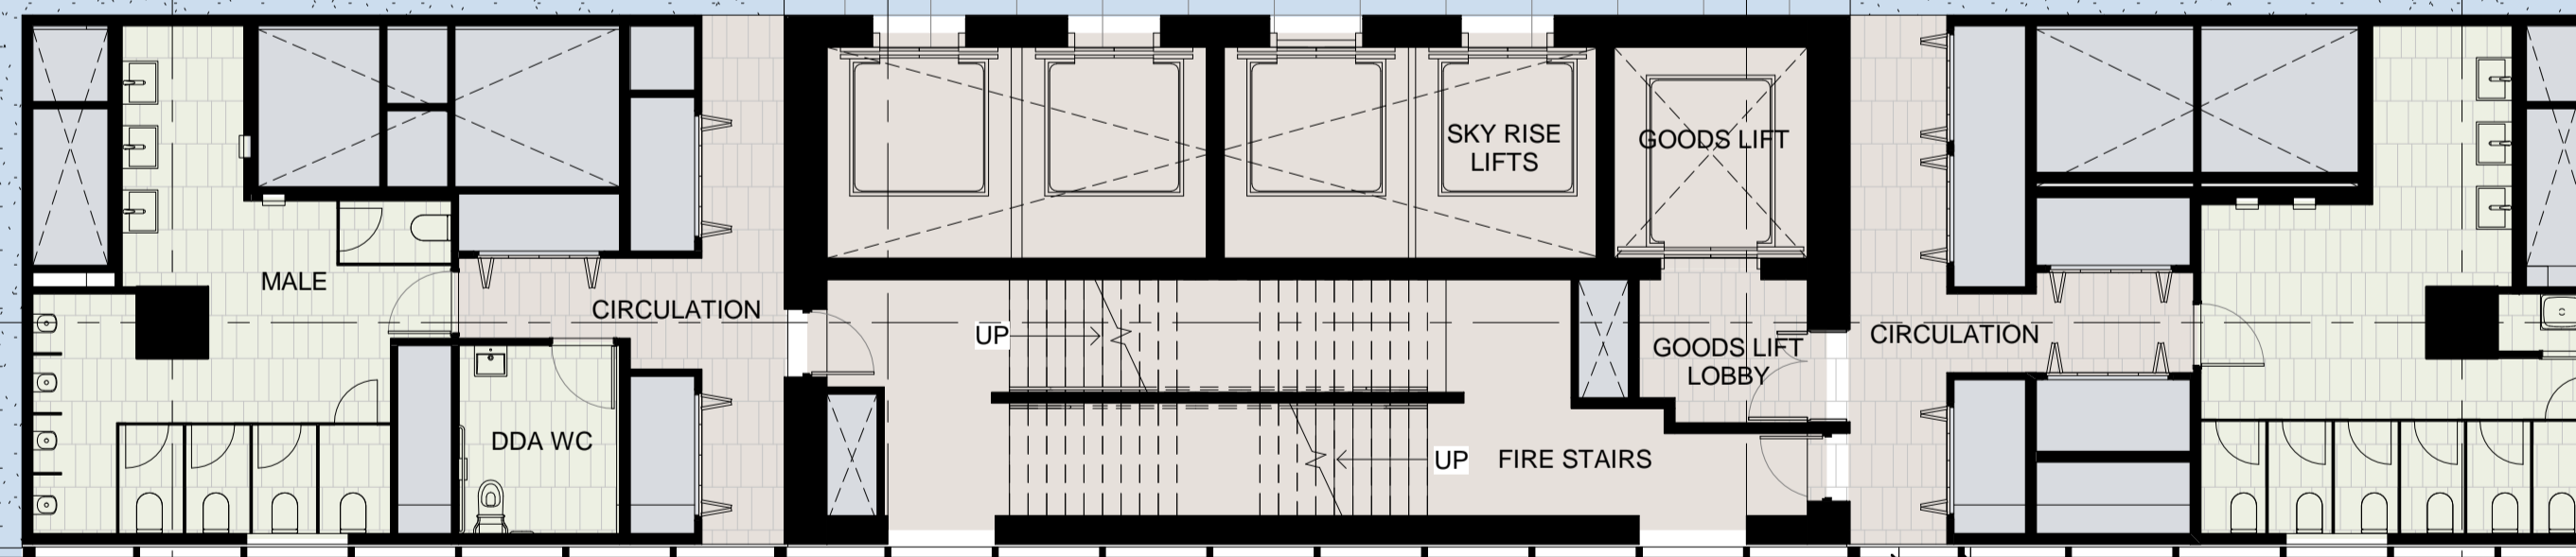 MALE
CIRCULATION
DDA WC
SKY RISE
LIFTS
GOODS LIFT
UP
GOODS LIFT
LOBBY
UP
FIRE STAIRS
CIRCULATION